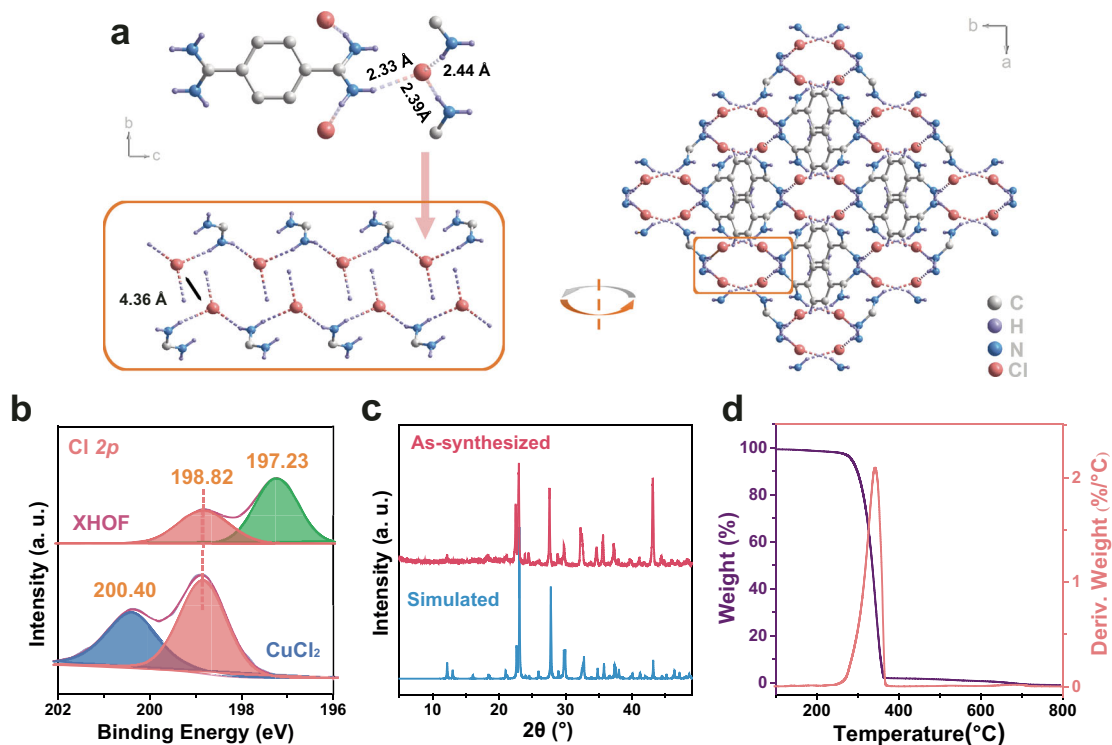 a
2.33 Å
2.44 Å
2.39Å
b
c
4.36 Å
b
a
C
H
N
Cl
b
Cl 2p
197.23
198.82
XHOF
200.40
CuCl₂
Intensity (a. u.)
202 200 198 196
Binding Energy (eV)
c
As-synthesized
Simulated
Intensity (a. u.)
10 20 30 40
2θ (°)
d
100
80
60
40
20
0
Weight (%)
2
1
0
Deriv. Weight (%/°C)
200 400 600 800
Temperature(°C)